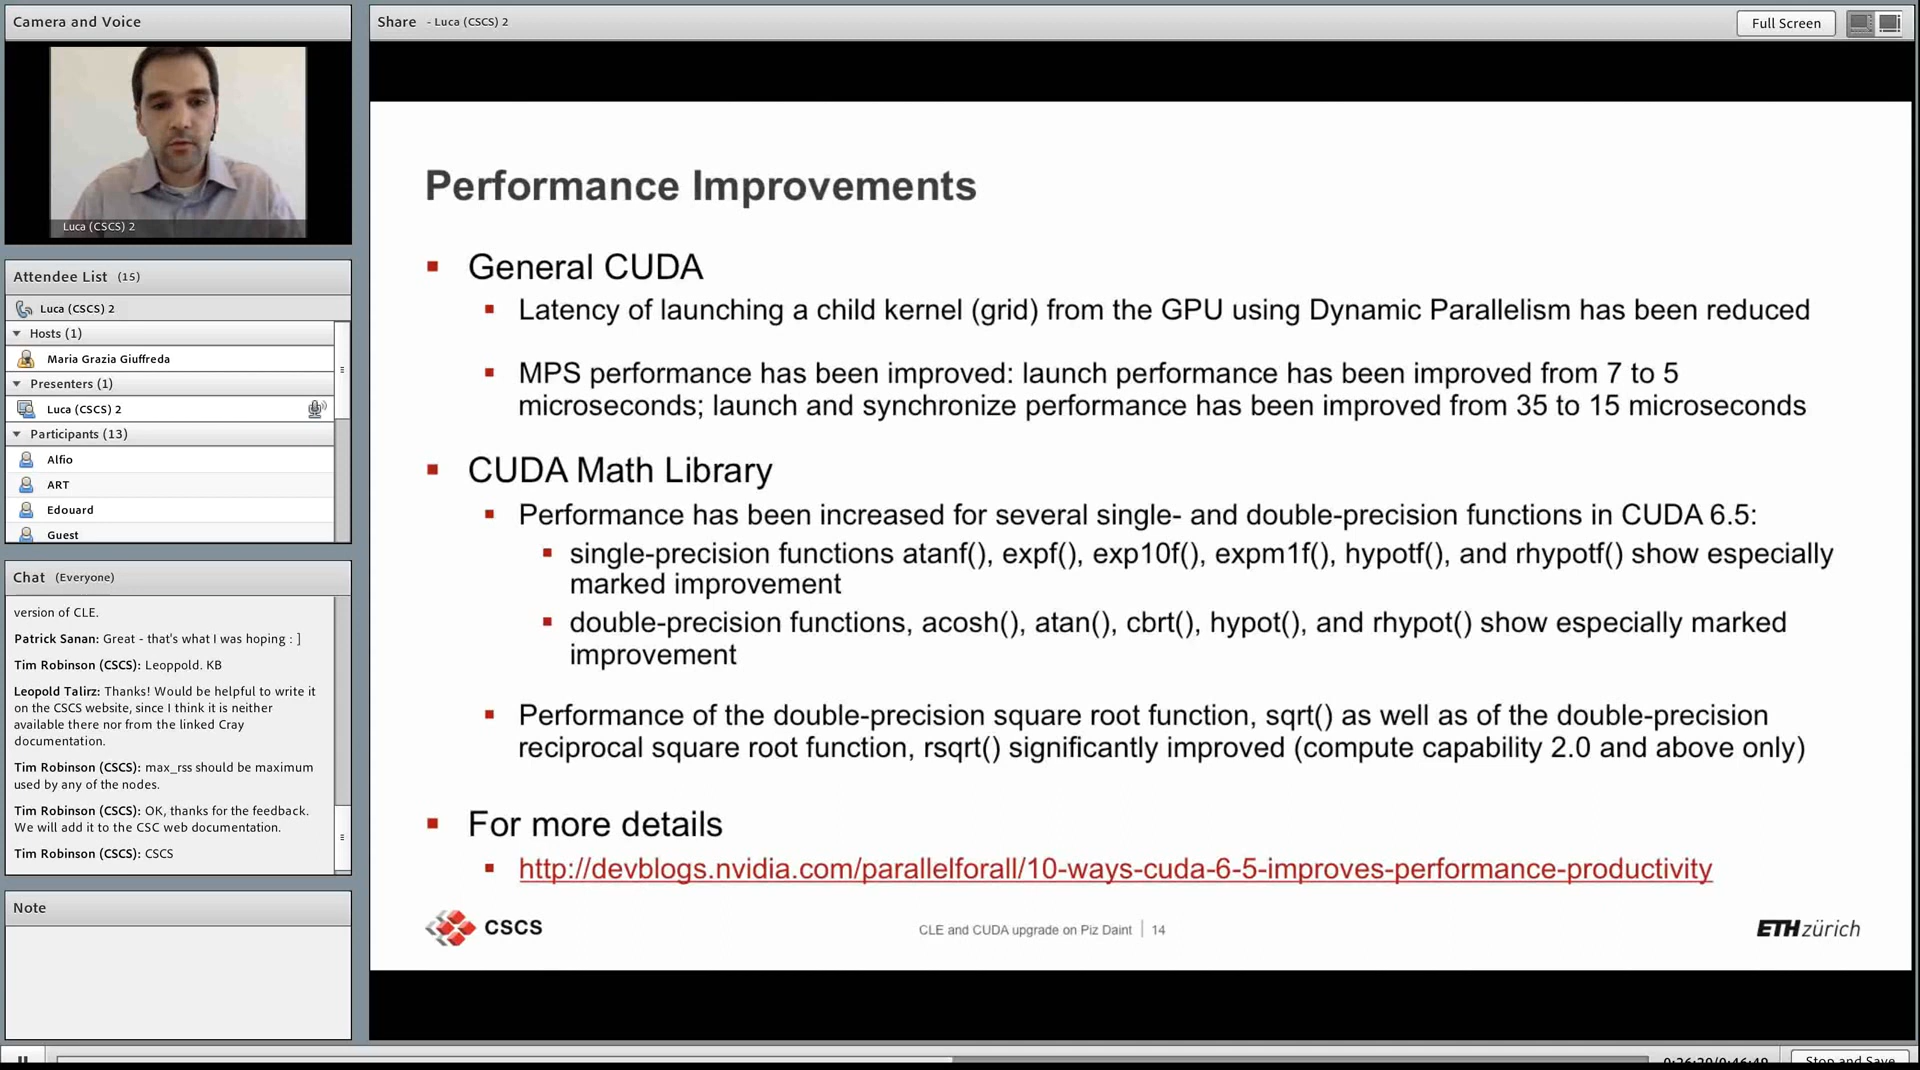 Camera and Voice
Luca (CSCS) 2
Attendee List (15)
Luca (CSCS) 2
Hosts (1)
Maria Grazia Giuffreda
Presenters (1)
Luca (CSCS) 2
Participants (13)
Alfio
ART
Edouard
Guest
Chat (Everyone)
version of CLE.
Patrick Sanan: Great - that's what I was hoping : ]
Tim Robinson (CSCS): Leoppold. KB
Leopold Talirz: Thanks! Would be helpful to write it
on the CSCS website, since I think it is neither
available there nor from the linked Cray
documentation.
Tim Robinson (CSCS): max_rss should be maximum
used by any of the nodes.
Tim Robinson (CSCS): OK, thanks for the feedback.
We will add it to the CSC web documentation.
Tim Robinson (CSCS): CSCS
Note
Share - Luca (CSCS) 2
Full Screen
Performance Improvements
General CUDA
Latency of launching a child kernel (grid) from the GPU using Dynamic Parallelism has been reduced
MPS performance has been improved: launch performance has been improved from 7 to 5
microseconds; launch and synchronize performance has been improved from 35 to 15 microseconds
CUDA Math Library
Performance has been increased for several single- and double-precision functions in CUDA 6.5:
single-precision functions atanf(), expf(), exp10f(), expm1f(), hypotf(), and rhypotf() show especially
marked improvement
double-precision functions, acosh(), atan(), cbrt(), hypot(), and rhypot() show especially marked
improvement
Performance of the double-precision square root function, sqrt() as well as of the double-precision
reciprocal square root function, rsqrt() significantly improved (compute capability 2.0 and above only)
For more details
http://devblogs.nvidia.com/parallelforall/10-ways-cuda-6-5-improves-performance-productivity
CSCS
CLE and CUDA upgrade on Piz Daint | 14
ETH zürich
Stop and Save